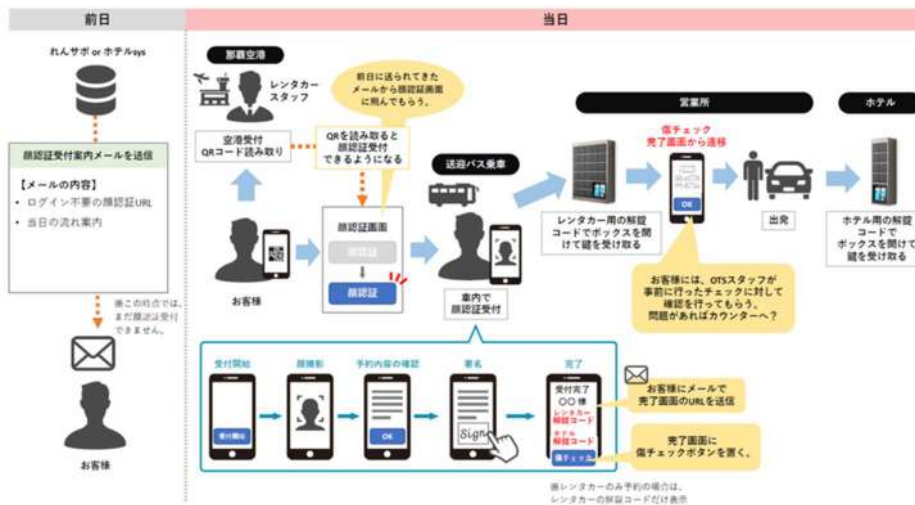 前日
当日
れんサポ or ホテルsys
顔認証受付案内メールを送信
【メールの内容】
• ログイン不要の顔認証URL
• 当日の流れ案内
※この時点では、
まだ顔認証受付
できません。
お客様
那覇空港
レンタカー
スタッフ
空港受付
QRコード読み取り
お客様
前日に送られてきた
メールから顔認証画面
に飛んでもらう。
QRを読み取ると
顔認証受付
できるようになる
顔認証画面
顔認証
顔認証
送迎バス乗車
車内で
顔認証受付
営業所
レンタカー用の解錠
コードでボックスを開
けて鍵を受け取る
傷チェック
完了画面から遷移
OK
お客様には、OTSスタッフが
事前に行ったチェックに対して
確認を行ってもらう。
問題があればカウンターへ?
出発
ホテル
ホテル用の解錠
コードで
ボックスを開けて
鍵を受け取る
受付開始
受付開始
顔撮影
予約内容の確認
OK
署名
Sign
完了
受付完了
〇〇 様
レンタカー
解錠コード
ホテル
解錠コード
傷チェック
お客様にメールで
完了画面のURLを送信
完了画面に
傷チェックボタンを置く。
※レンタカーのみ予約の場合は、
レンタカーの解錠コードだけ表示